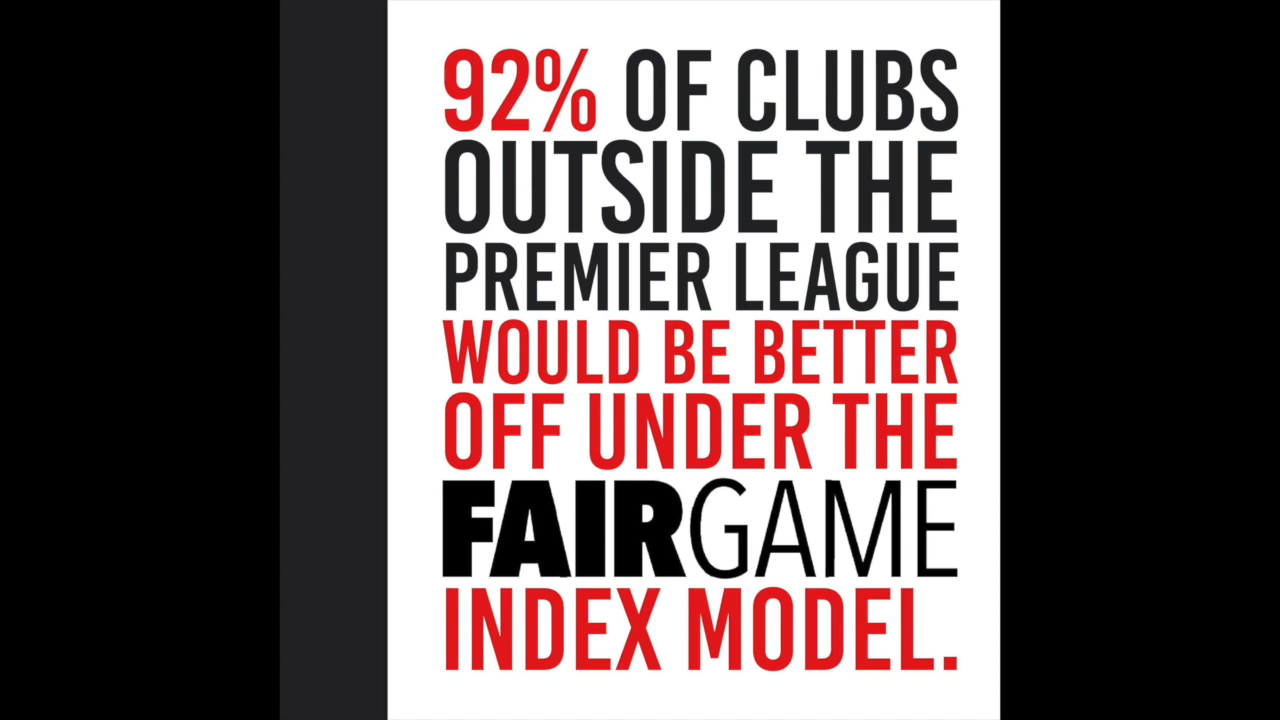 92% OF CLUBS
OUTSIDE THE
PREMIER LEAGUE
WOULD BE BETTER
OFF UNDER THE
FAIRGAME
INDEX MODEL.